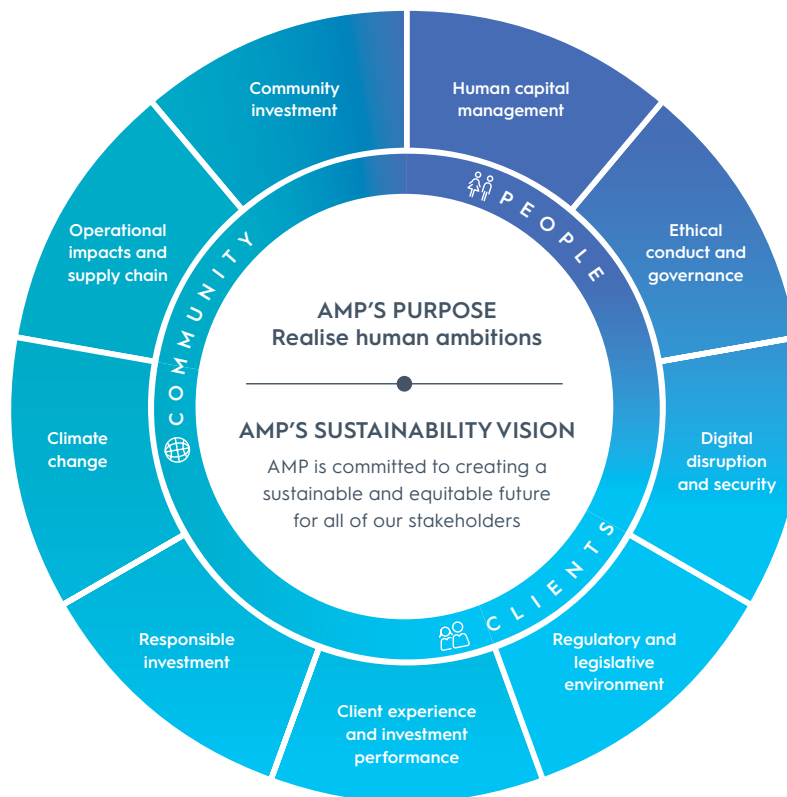 Community
investment
Human capital
management
Ethical
conduct and
governance
Digital
disruption
and security
Regulatory and
legislative
environment
Client experience
and investment
performance
Responsible
investment
Climate
change
Operational
impacts and
supply chain
PEOPLE
CLIENTS
COMMUNITY
AMP'S PURPOSE
Realise human ambitions
AMP'S SUSTAINABILITY VISION
AMP is committed to creating a
sustainable and equitable future
for all of our stakeholders